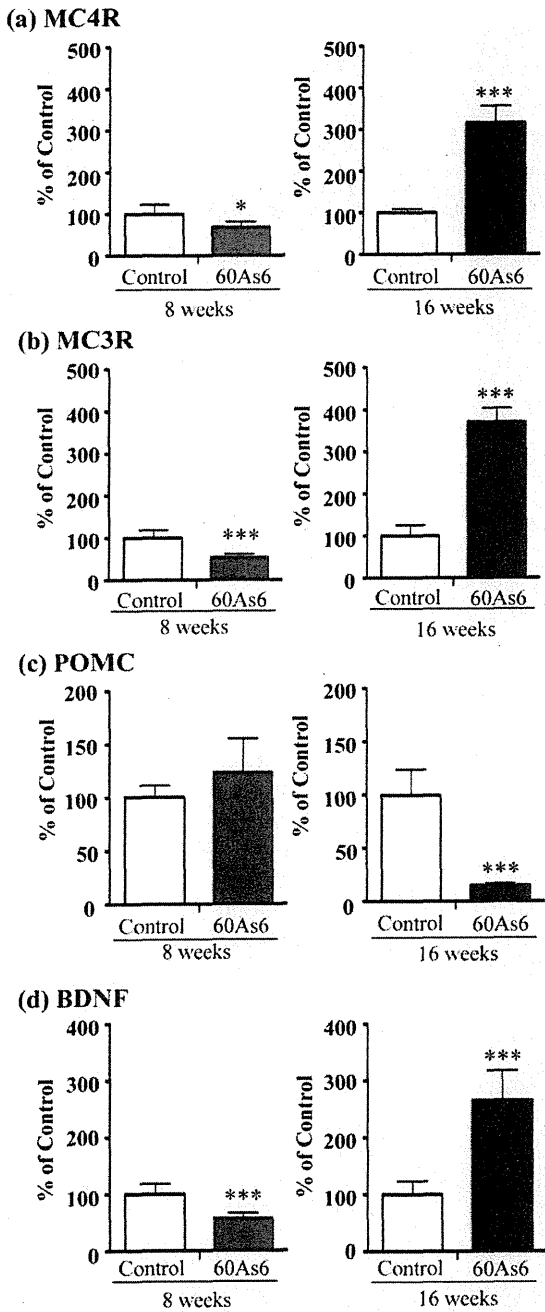 (a) MC4R
500
400
300
200
100
0
% of Control
*
Control 60As6
8 weeks
500
400
300
200
100
0
% of Control
***
Control 60As6
16 weeks
(b) MC3R
500
400
300
200
100
0
% of Control
***
Control 60As6
8 weeks
500
400
300
200
100
0
% of Control
***
Control 60As6
16 weeks
(c) POMC
200
150
100
50
0
% of Control
Control 60As6
8 weeks
200
150
100
50
0
% of Control
***
Control 60As6
16 weeks
(d) BDNF
400
300
200
100
0
% of Control
***
Control 60As6
8 weeks
400
300
200
100
0
% of Control
***
Control 60As6
16 weeks